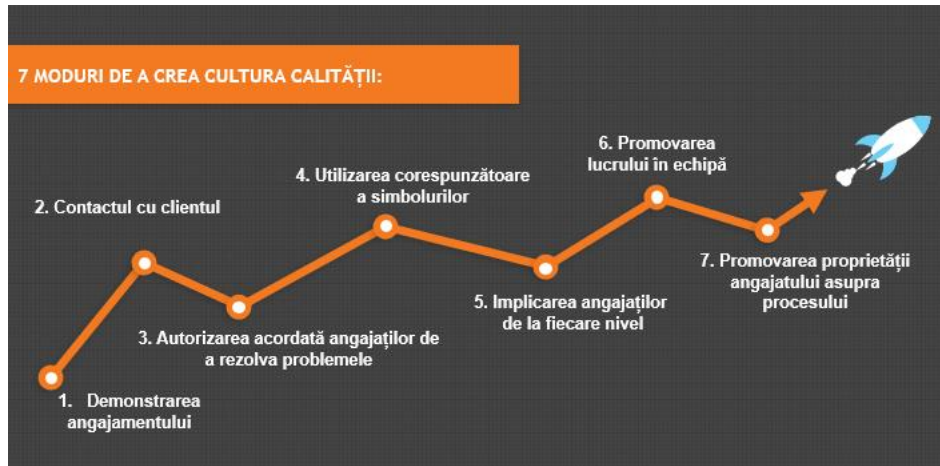 7 MODURI DE A CREA CULTURA CALITĂȚII:
1. Demonstrarea
angajamentului
2. Contactul cu clientul
3. Autorizarea acordată angajaților de
a rezolva problemele
4. Utilizarea corespunzătoare
a simbolurilor
5. Implicarea angajaților
de la fiecare nivel
6. Promovarea
lucrului în echipă
7. Promovarea proprietății
angajatului asupra
procesului